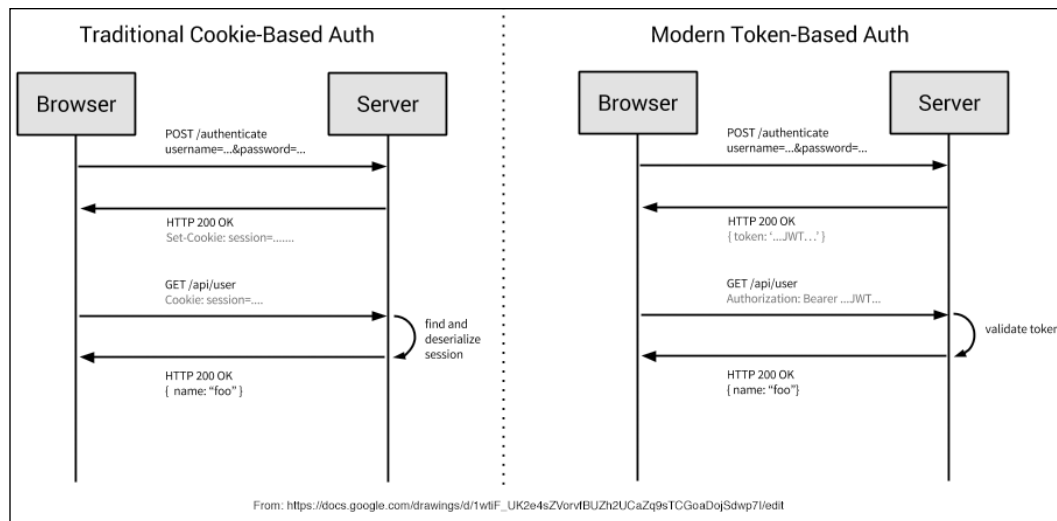 Traditional Cookie-Based Auth
Browser
Server
POST /authenticate
username=...&password=...
HTTP 200 OK
Set-Cookie: session=.......
GET /api/user
Cookie: session=....
find and
deserialize
session
HTTP 200 OK
{ name: “foo” }
Modern Token-Based Auth
Browser
Server
POST /authenticate
username=...&password=...
HTTP 200 OK
{ token: ‘...JWT...’ }
GET /api/user
Authorization: Bearer ...JWT...
validate token
HTTP 200 OK
{ name: “foo”}
From: https://docs.google.com/drawings/d/1wtiF_UK2e4sZVorvfBUZh2UCaZq9sTCGoaDojSdwp7I/edit